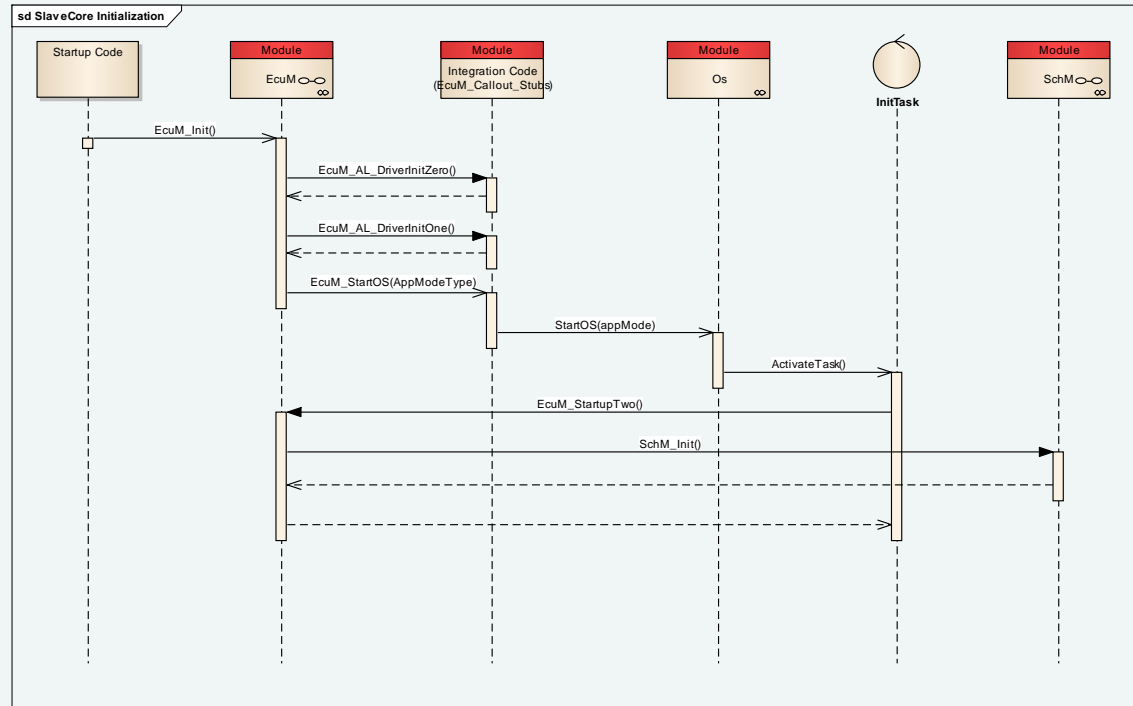 sd SlaveCore Initialization
Startup Code
Module
EcuM
Module
Integration Code
(EcuM_Callout_Stubs)
Module
Os
InitTask
Module
SchM
EcuM_Init()
EcuM_AL_DriverInitZero()
EcuM_AL_DriverInitOne()
EcuM_StartOS(AppModeType)
StartOS(appMode)
ActivateTask()
EcuM_StartupTwo()
SchM_Init()